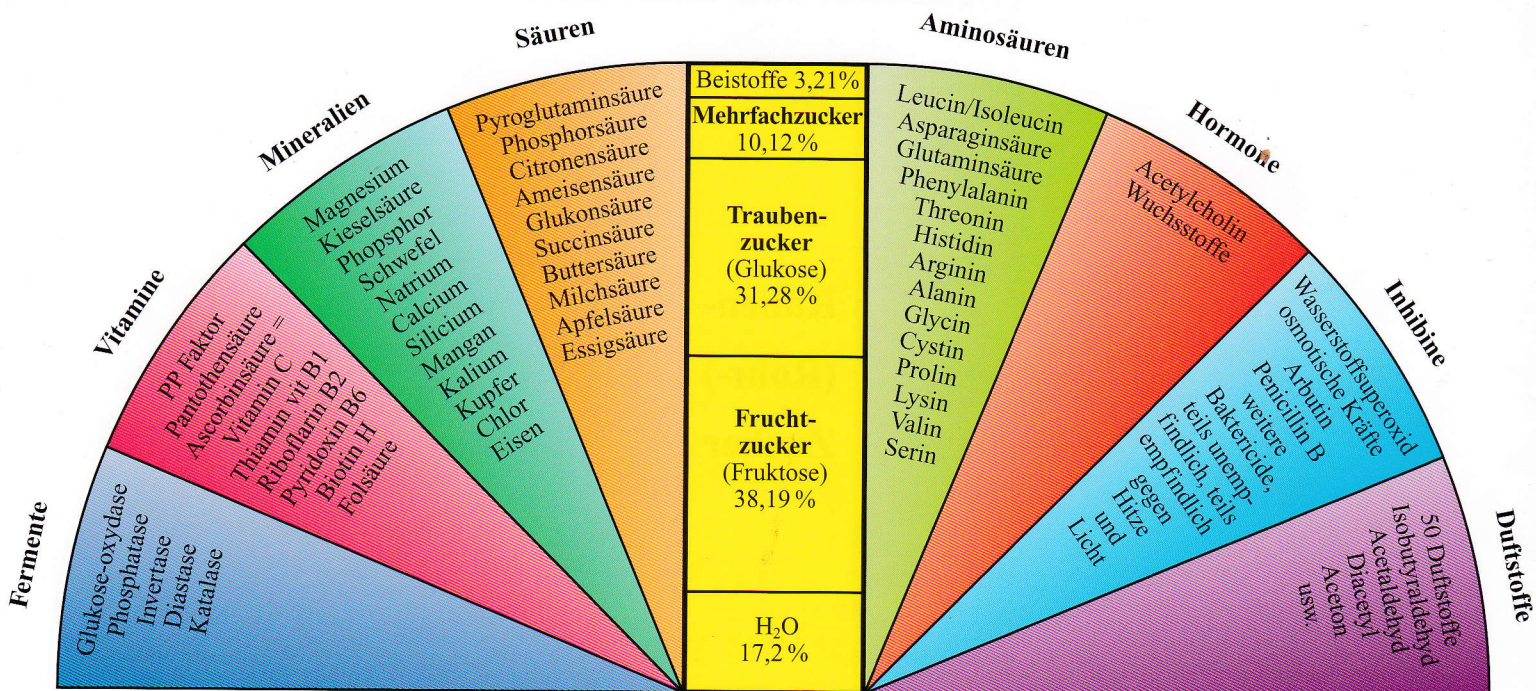 Fermente
Glukose-oxydase
Phosphatase
Invertase
Diastase
Katalase
Vitamine
PP Faktor
Pantothensäure
Ascorbinsäure =
Vitamin C
Thiamin vit B1
Riboflarin B2
Pyridoxin B6
Biotin H
Folsäure
Mineralien
Magnesium
Kieselsäure
Phopsphor
Schwefel
Natrium
Calcium
Silicium
Mangan
Kalium
Kupfer
Chlor
Eisen
Säuren
Pyroglutaminsäure
Phosphorsäure
Citronensäure
Ameisensäure
Glukonsäure
Succinsäure
Buttersäure
Milchsäure
Apfelsäure
Essigsäure
Beistoffe 3,21%
Mehrfachzucker
10,12 %
Trauben-
zucker
(Glukose)
31,28 %
Frucht-
zucker
(Fruktose)
38,19 %
H₂O
17,2 %
Aminosäuren
Leucin/Isoleucin
Asparaginsäure
Glutaminsäure
Phenylalanin
Threonin
Histidin
Arginin
Alanin
Glycin
Cystin
Prolin
Lysin
Valin
Serin
Hormone
Acetylcholin
Wuchsstoffe
Inhibine
Wasserstoffsuperoxid
osmotische Kräfte
Arbutin
Penicillin B
weitere
Baktericide,
teils unemp-
findlich, teils
empfindlich
gegen
Hitze
und
Licht
Duftstoffe
50 Duftstoffe
Isobutyraldehyd
Acetaldehyd
Diacetyl
Aceton
usw.